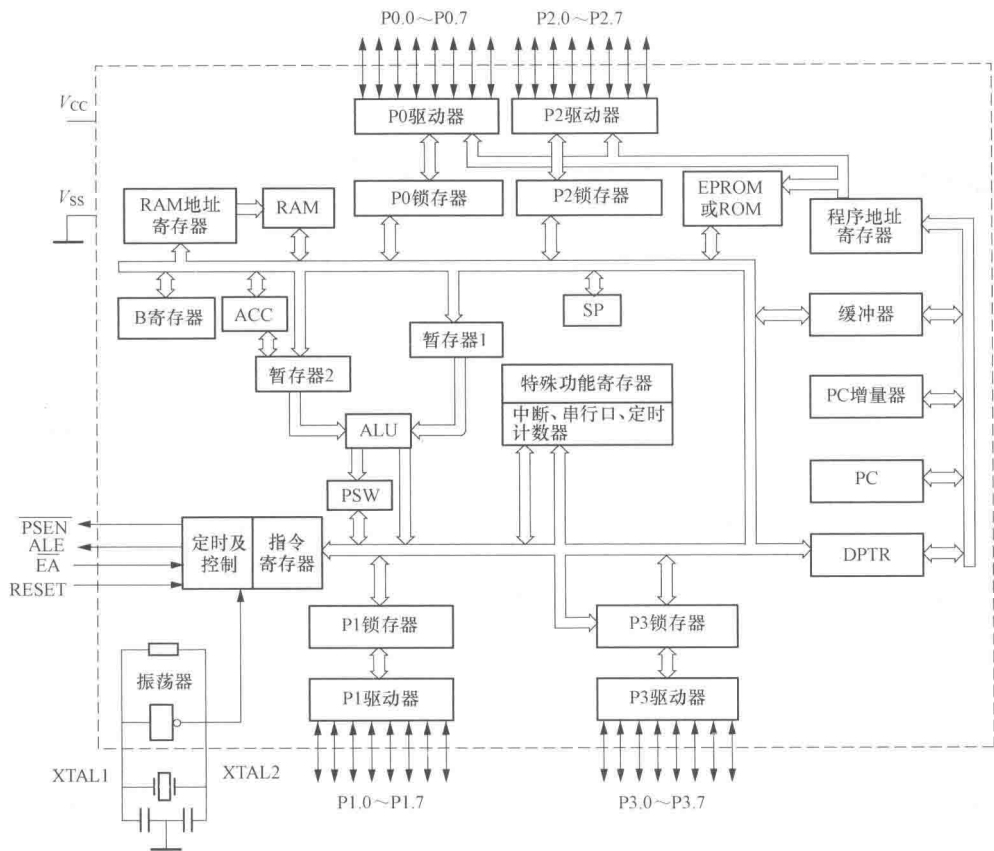 P0.0～P0.7
P2.0～P2.7
VCC
P0驱动器
P2驱动器
VSS
RAM地址
寄存器
RAM
P0锁存器
P2锁存器
EPROM
或ROM
程序地址
寄存器
B寄存器
ACC
SP
缓冲器
暂存器1
暂存器2
特殊功能寄存器
中断、串行口、定时
计数器
PC增量器
ALU
PSW
PC
PSEN
ALE
EA
RESET
定时及
控制
指令
寄存器
DPTR
P1锁存器
P3锁存器
振荡器
P1驱动器
P3驱动器
XTAL1
XTAL2
P1.0～P1.7
P3.0～P3.7